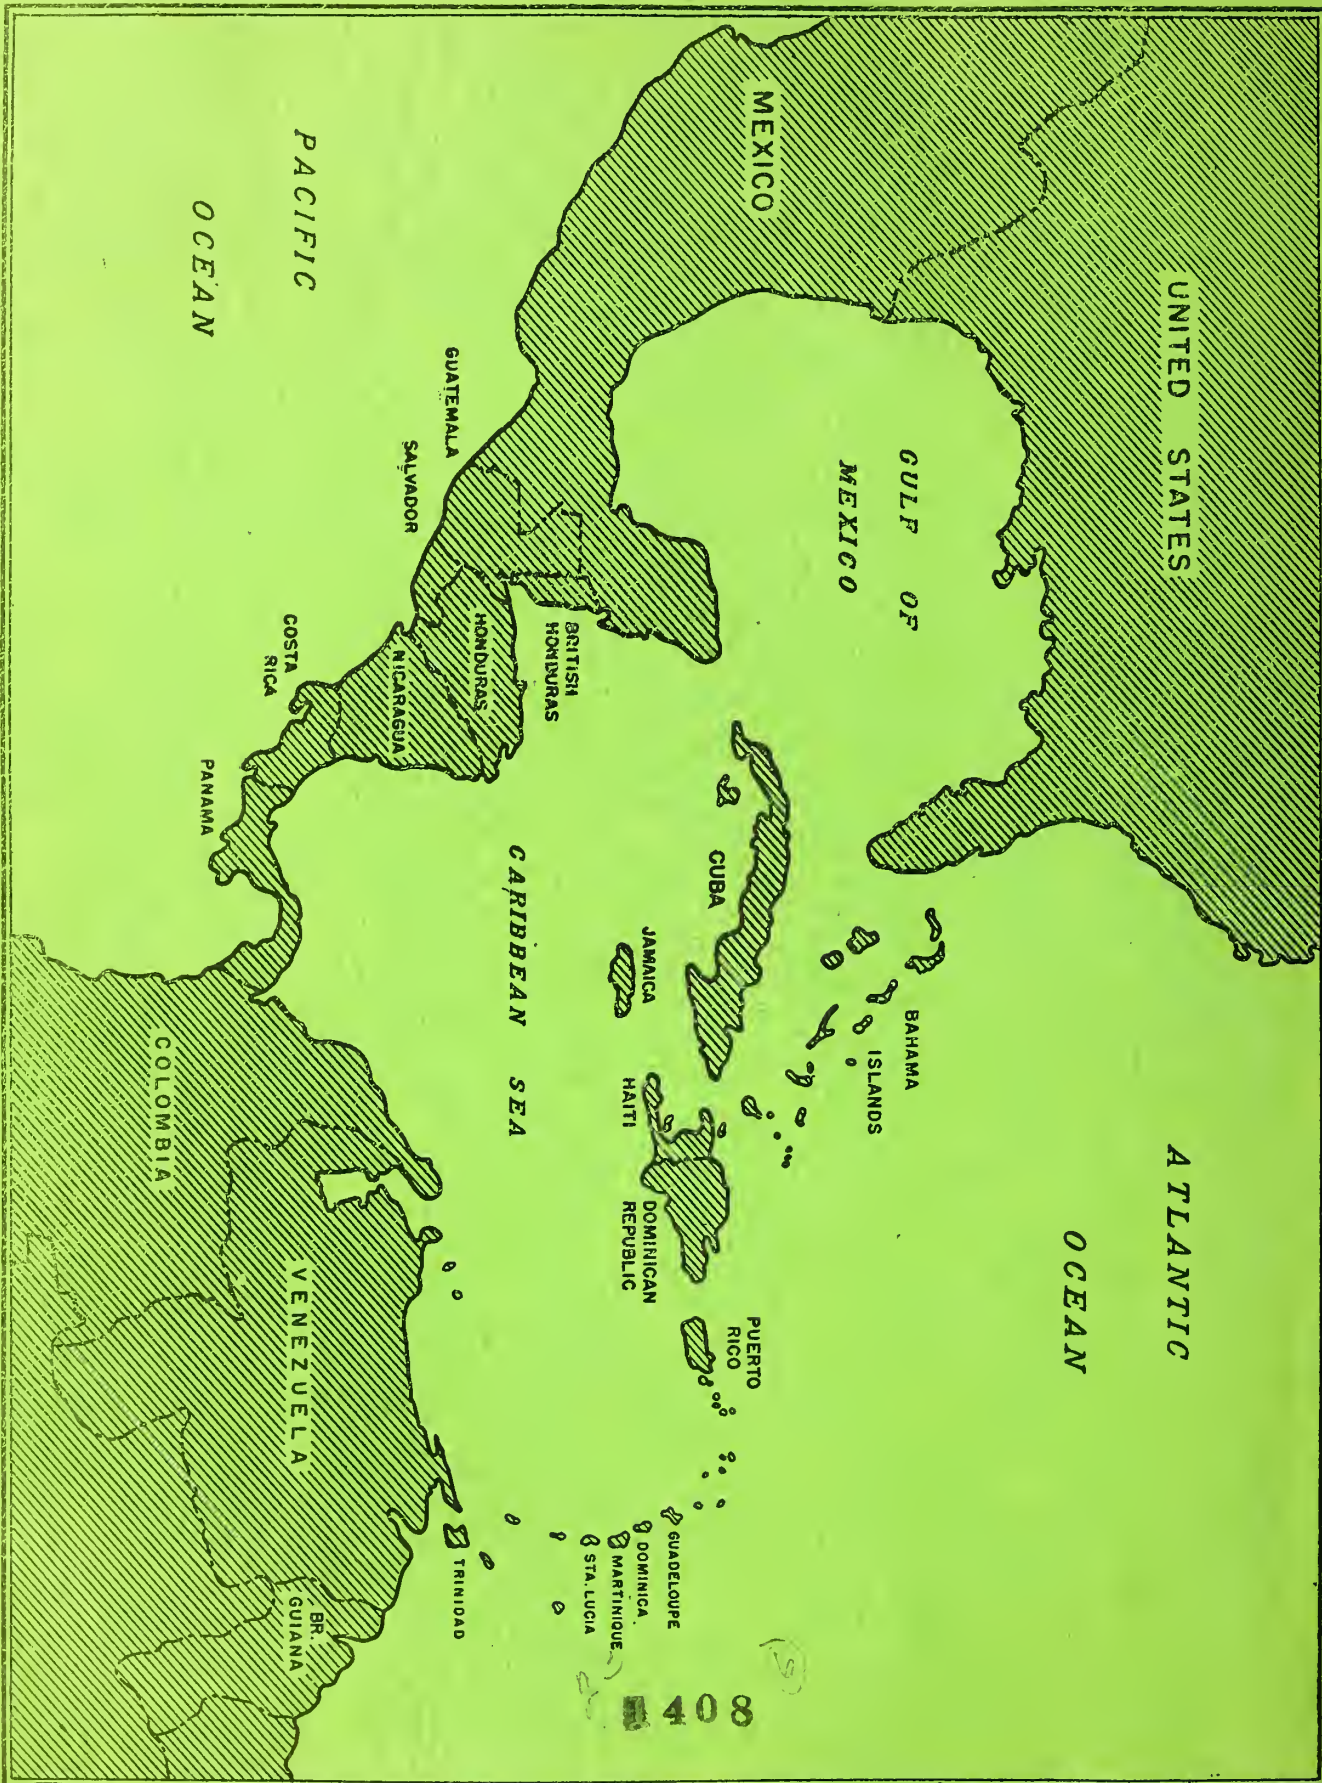 UNITED STATES
MEXICO
GULF OF
MEXICO
ATLANTIC
OCEAN
PACIFIC
OCEAN
BAHAMA
ISLANDS
CUBA
JAMAICA
HAITI
DOMINICAN
REPUBLIC
PUERTO
RICO
GUADELOUPE
DOMINICA
MARTINIQUE
STA. LUCIA
TRINIDAD
CARIBBEAN SEA
BRITISH
HONDURAS
GUATEMALA
SALVADOR
HONDURAS
NICARAGUA
COSTA
RICA
PANAMA
COLOMBIA
VENEZUELA
BR.
GUIANA
408